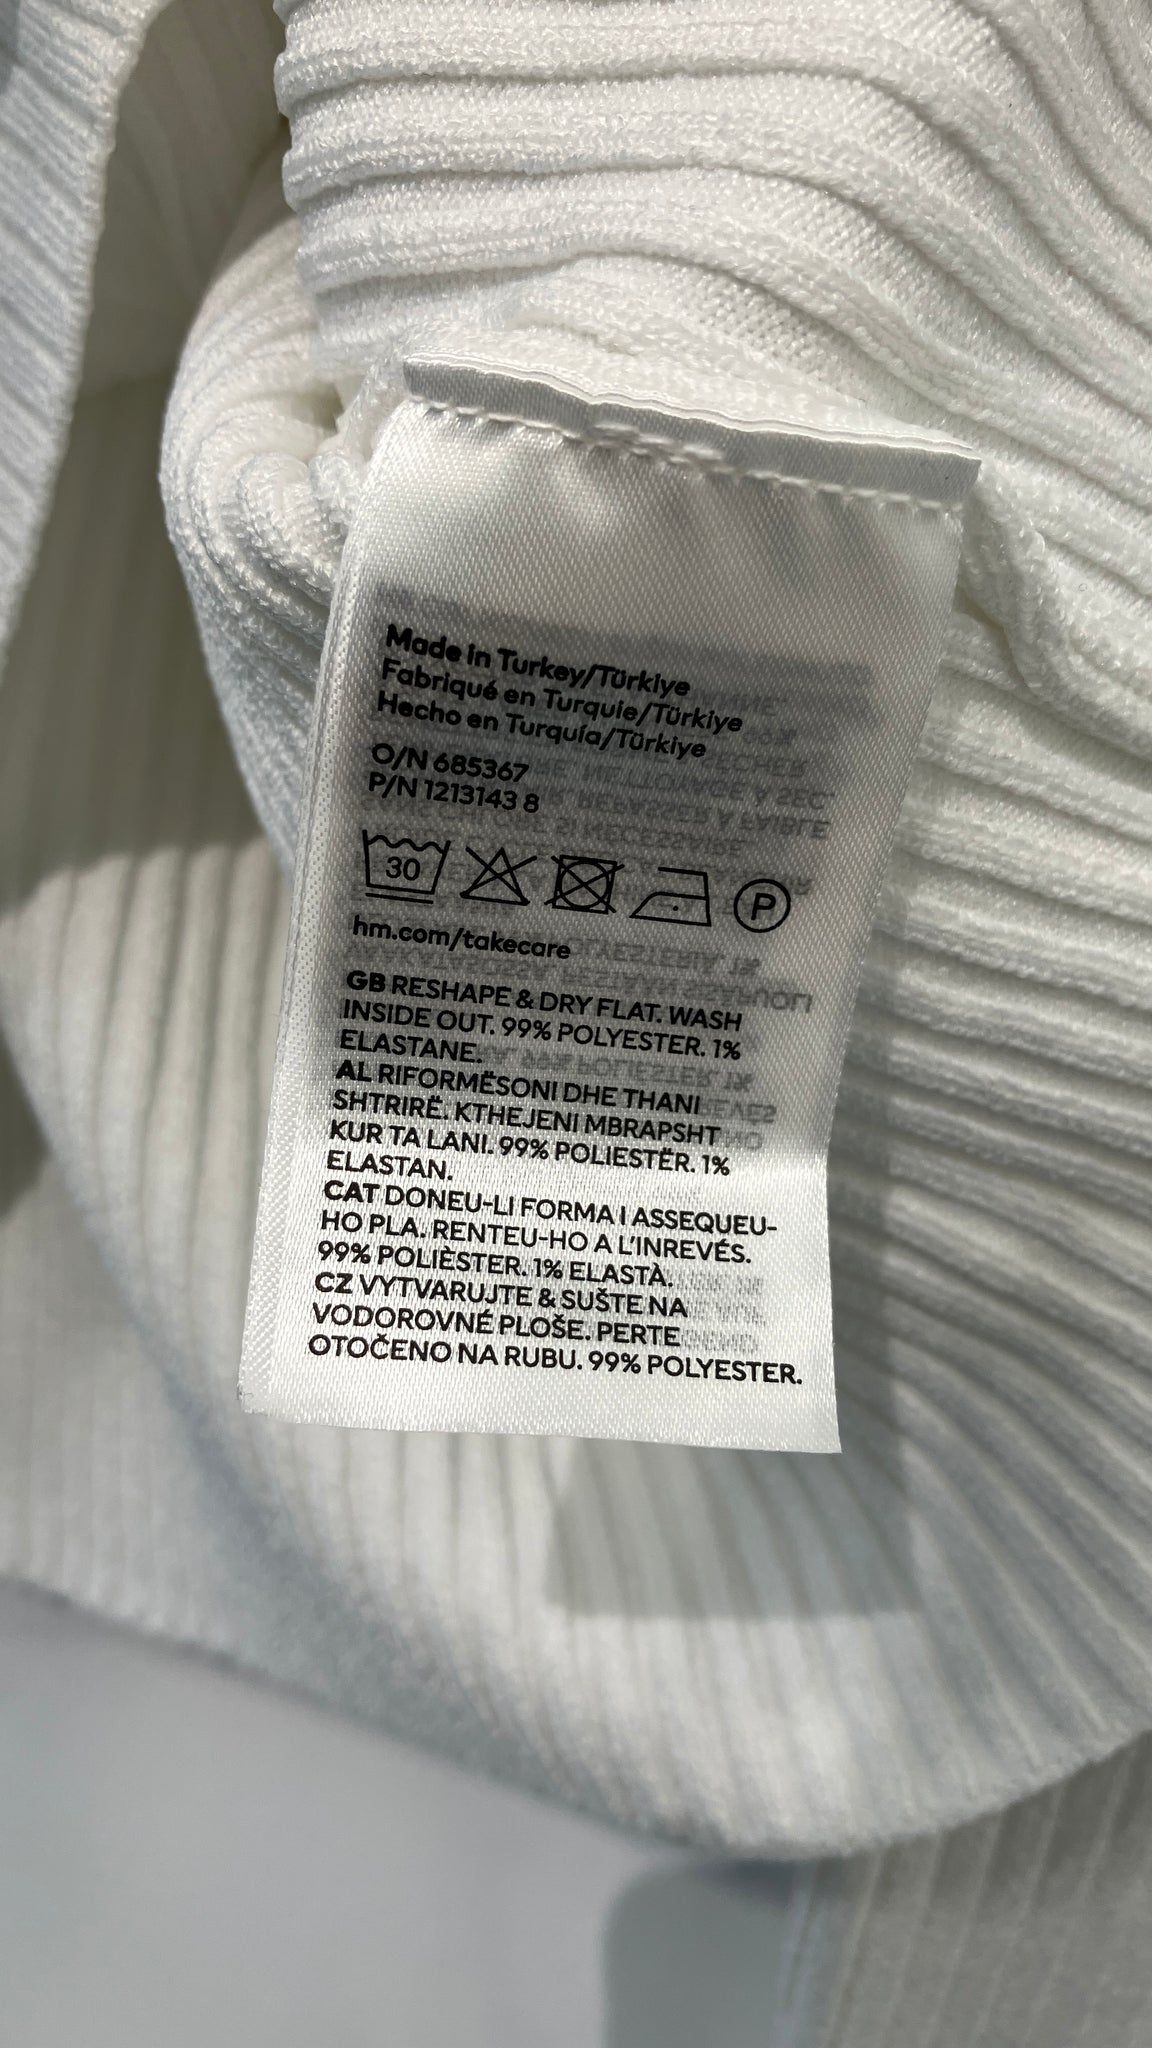 Made in Turkey/Türkiye
Fabriqué en Turquie/Türkiye
Hecho en Turquía/Türkiye
O/N 685367
P/N 1213143 8
30
P
hm.com/takecare
GB RESHAPE & DRY FLAT. WASH
INSIDE OUT. 99% POLYESTER. 1%
ELASTANE.
AL RIFORMËSONI DHE THANI
SHTRIRË. KTHEJENI MBRAPSHT
KUR TA LANI. 99% POLIESTËR. 1%
ELASTAN.
CAT DONEU-LI FORMA I ASSEQUEU-
HO PLA. RENTEU-HO A L'INREVÉS.
99% POLIÈSTER. 1% ELASTÀ.
CZ VYTVARUJTE & SUŠTE NA
VODOROVNÉ PLOŠE. PERTE
OTOČENO NA RUBU. 99% POLYESTER.